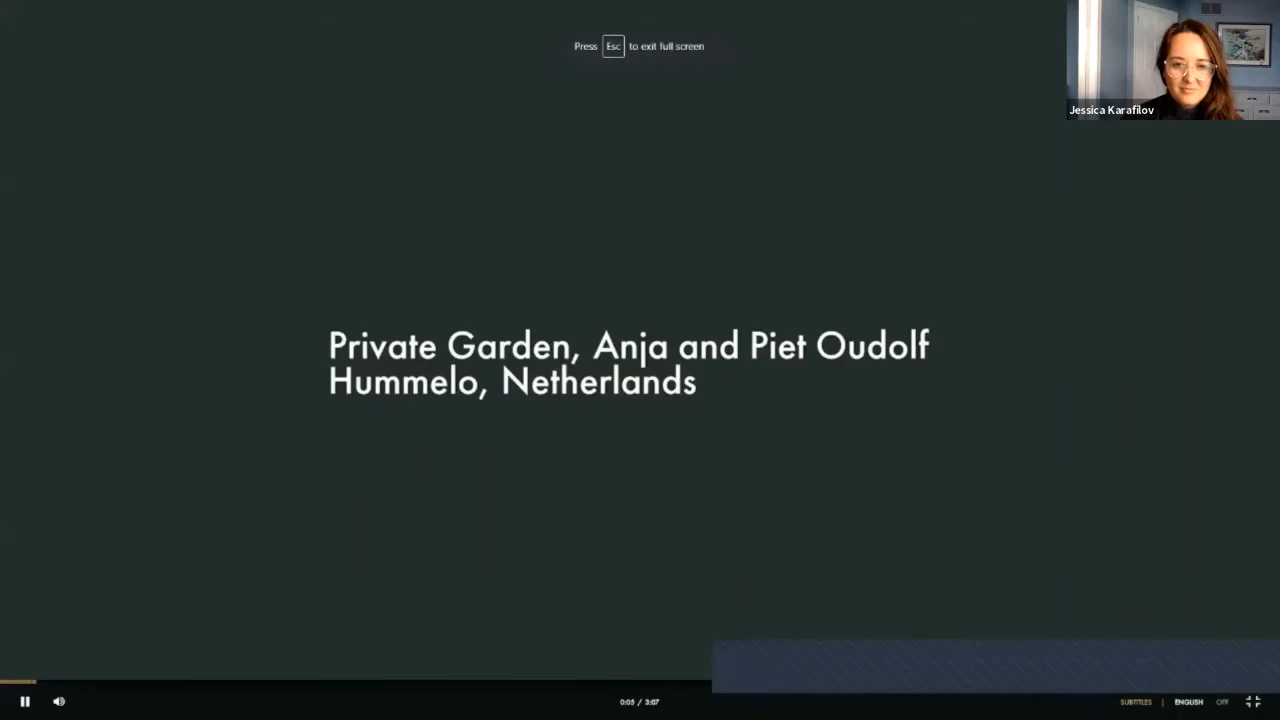 Press Esc to exit full screen
Jessica Karafilov
Private Garden, Anja and Piet Oudolf
Hummelo, Netherlands
0:05 / 3:07
SUBTITLES | ENGLISH OFF